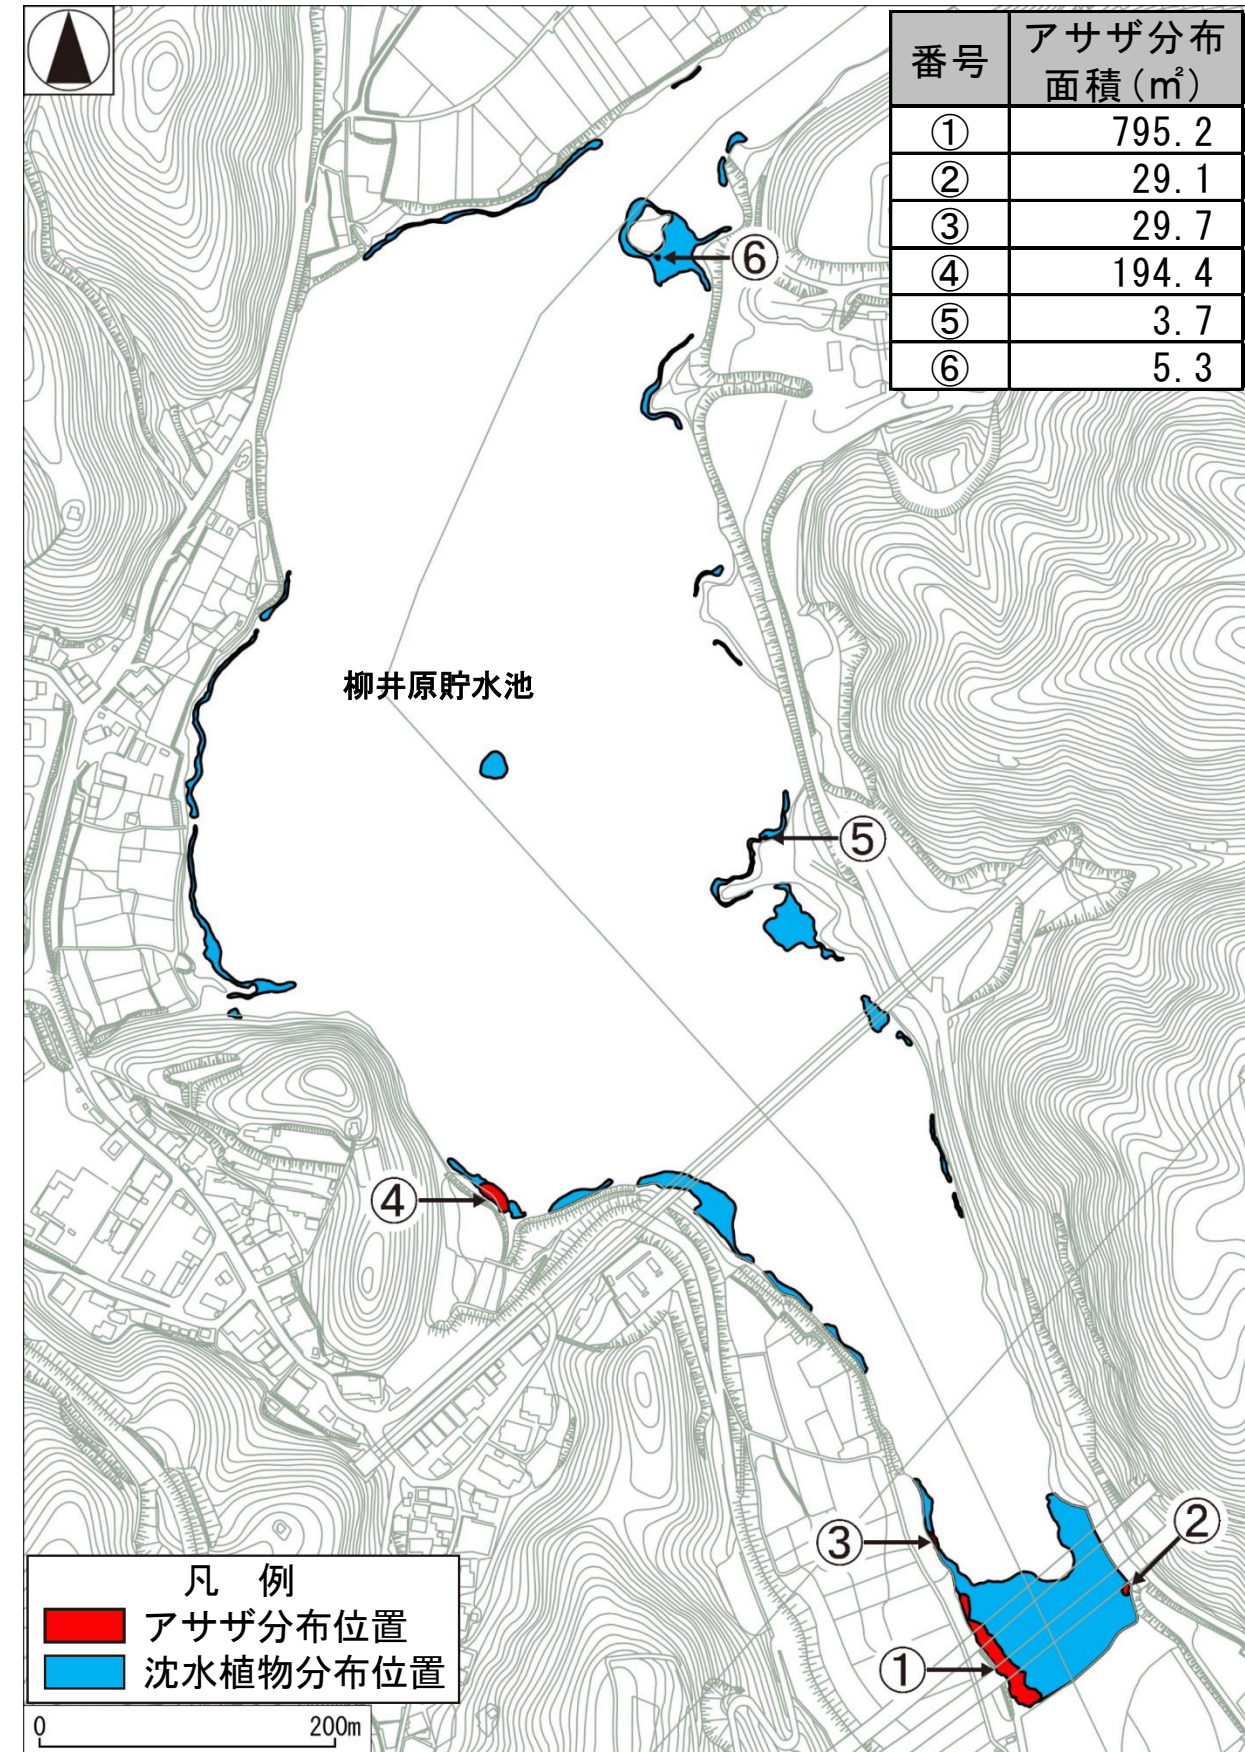 番号 アサザ分布面積(㎡)
① 795.2
② 29.1
③ 29.7
④ 194.4
⑤ 3.7
⑥ 5.3
⑥
柳井原貯水池
⑤
④
③
②
①
凡 例
アサザ分布位置
沈水植物分布位置
0 200m